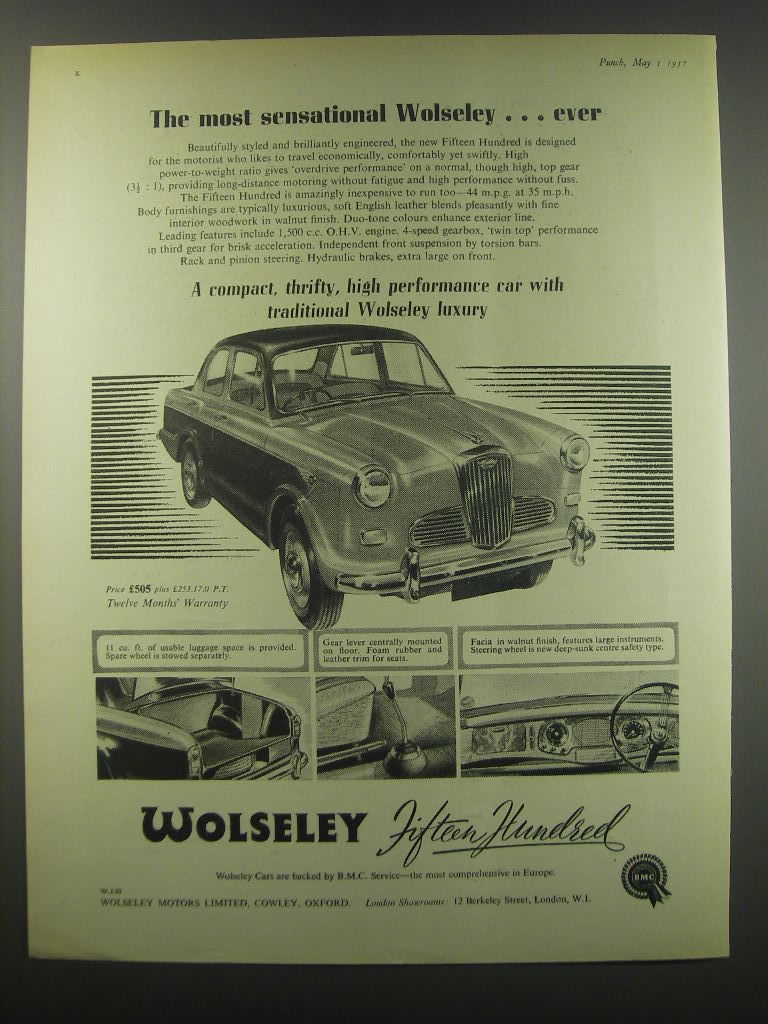 x
Punch, May 1 1957
The most sensational Wolseley . . . ever
Beautifully styled and brilliantly engineered, the new Fifteen Hundred is designed
for the motorist who likes to travel economically, comfortably yet swiftly. High
power-to-weight ratio gives 'overdrive performance' on a normal, though high, top gear
(3½ : 1), providing long-distance motoring without fatigue and high performance without fuss.
The Fifteen Hundred is amazingly inexpensive to run too—44 m.p.g. at 35 m.p.h.
Body furnishings are typically luxurious, soft English leather blends pleasantly with fine
interior woodwork in walnut finish. Duo-tone colours enhance exterior line.
Leading features include 1,500 c.c. O.H.V. engine. 4-speed gearbox, 'twin top' performance
in third gear for brisk acceleration. Independent front suspension by torsion bars.
Rack and pinion steering. Hydraulic brakes, extra large on front.
A compact, thrifty, high performance car with
traditional Wolseley luxury
Price £505 plus £253.17.0 P.T.
Twelve Months' Warranty
11 cu. ft. of usable luggage space is provided.
Spare wheel is stowed separately.
Gear lever centrally mounted
on floor. Foam rubber and
leather trim for seats.
Facia in walnut finish, features large instruments.
Steering wheel is new deep-sunk centre safety type.
WOLSELEY Fifteen Hundred
Wolseley Cars are backed by B.M.C. Service—the most comprehensive in Europe.
BMC
W.150
WOLSELEY MOTORS LIMITED, COWLEY, OXFORD. London Showrooms: 12 Berkeley Street, London, W.1.